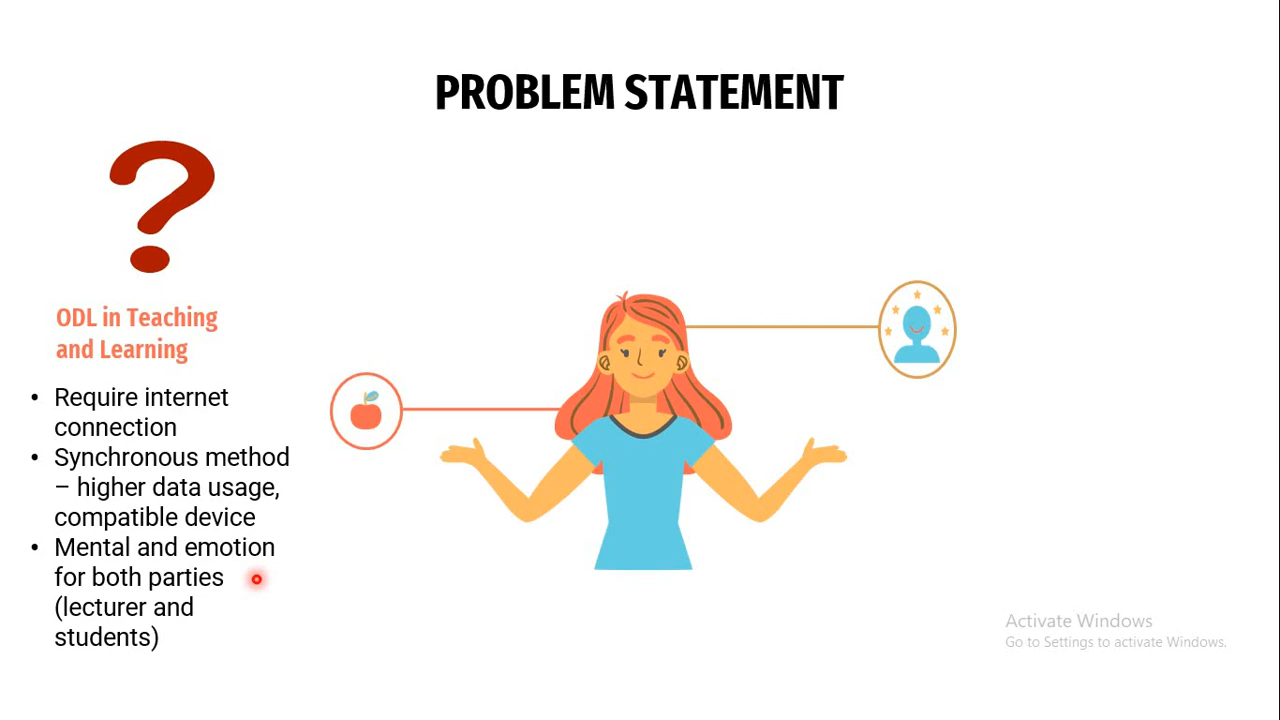 PROBLEM STATEMENT
?
ODL in Teaching
and Learning
• Require internet
connection
• Synchronous method
– higher data usage,
compatible device
• Mental and emotion
for both parties
(lecturer and
students)
Activate Windows
Go to Settings to activate Windows.